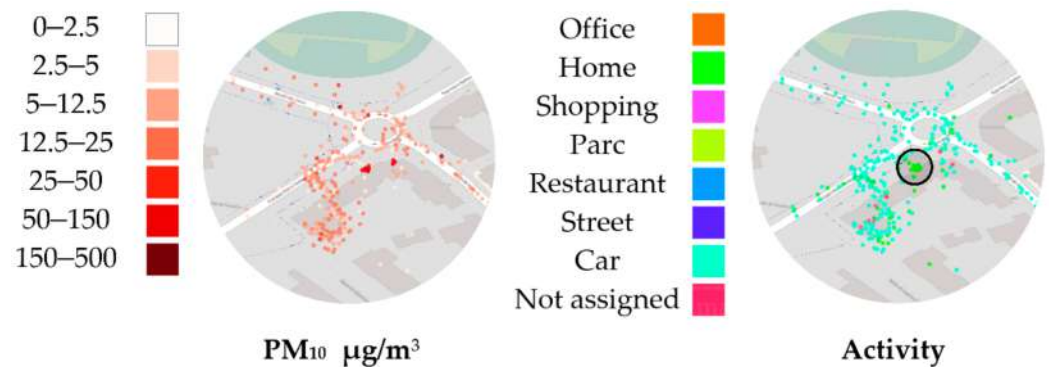 0–2.5
2.5–5
5–12.5
12.5–25
25–50
50–150
150–500
PM₁₀ μg/m³
Office
Home
Shopping
Parc
Restaurant
Street
Car
Not assigned
Activity